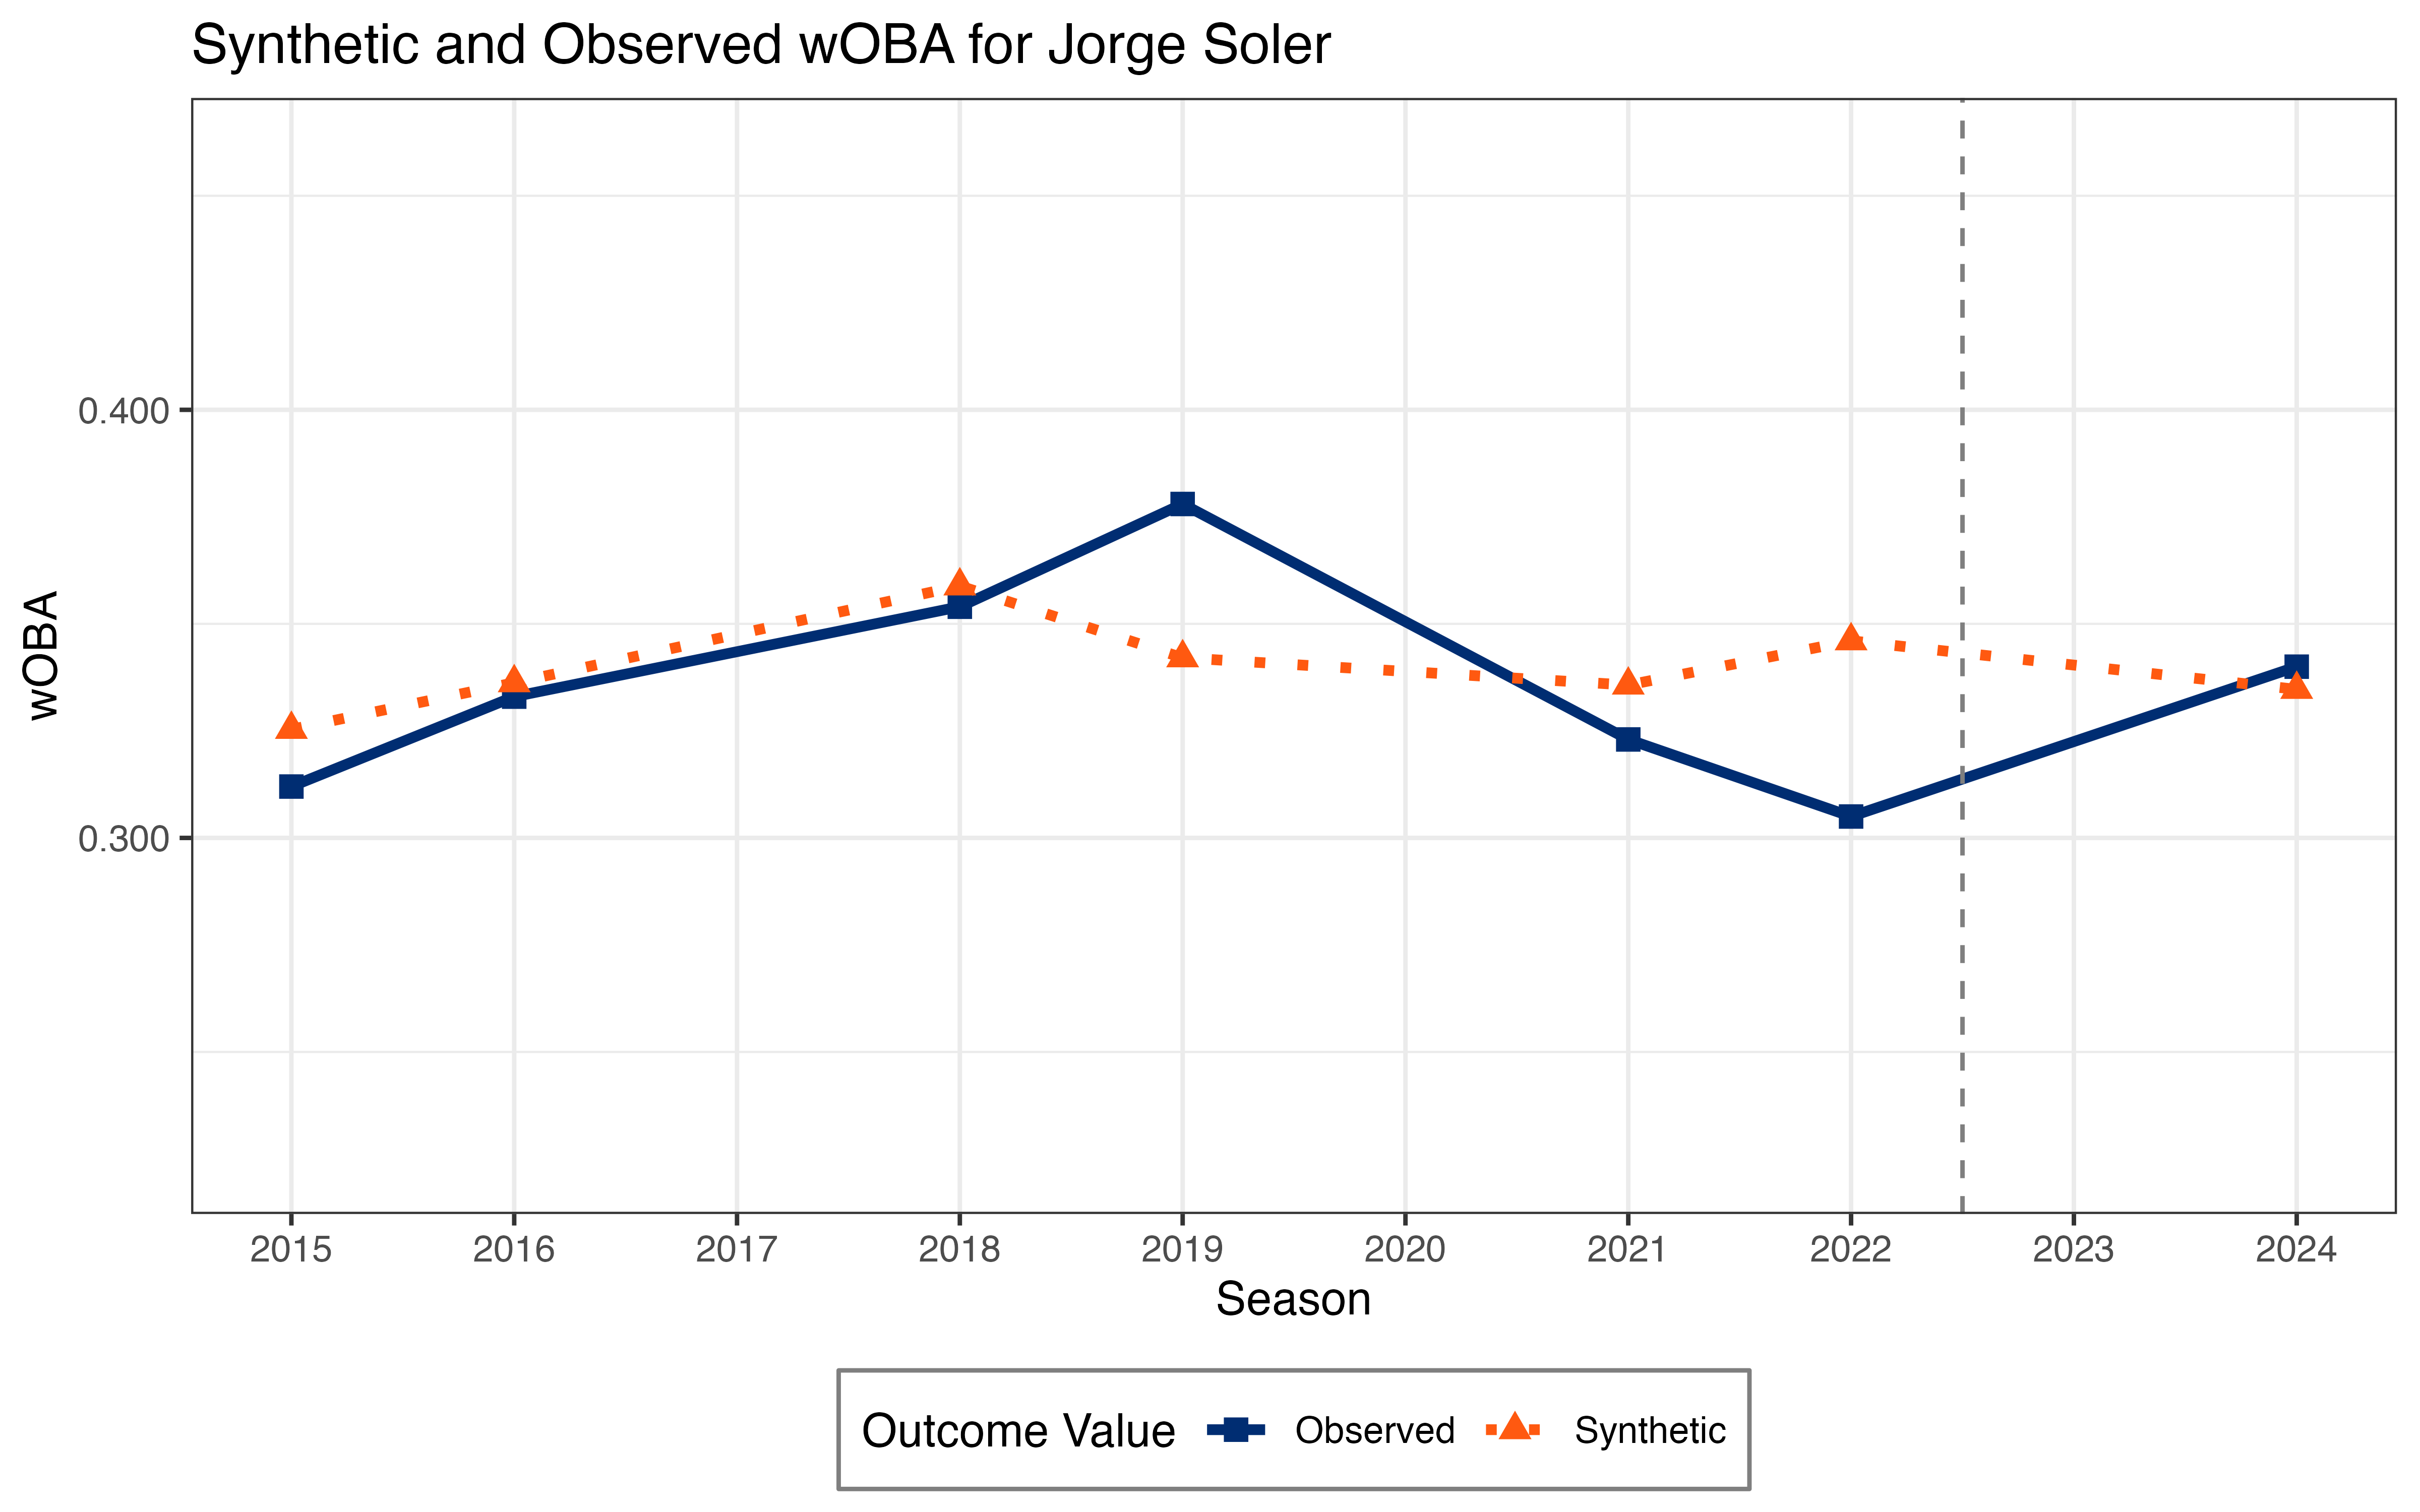 Synthetic and Observed wOBA for Jorge Soler
wOBA
0.400
0.300
2015 2016 2017 2018 2019 2020 2021 2022 2023 2024
Season
Outcome Value Observed Synthetic